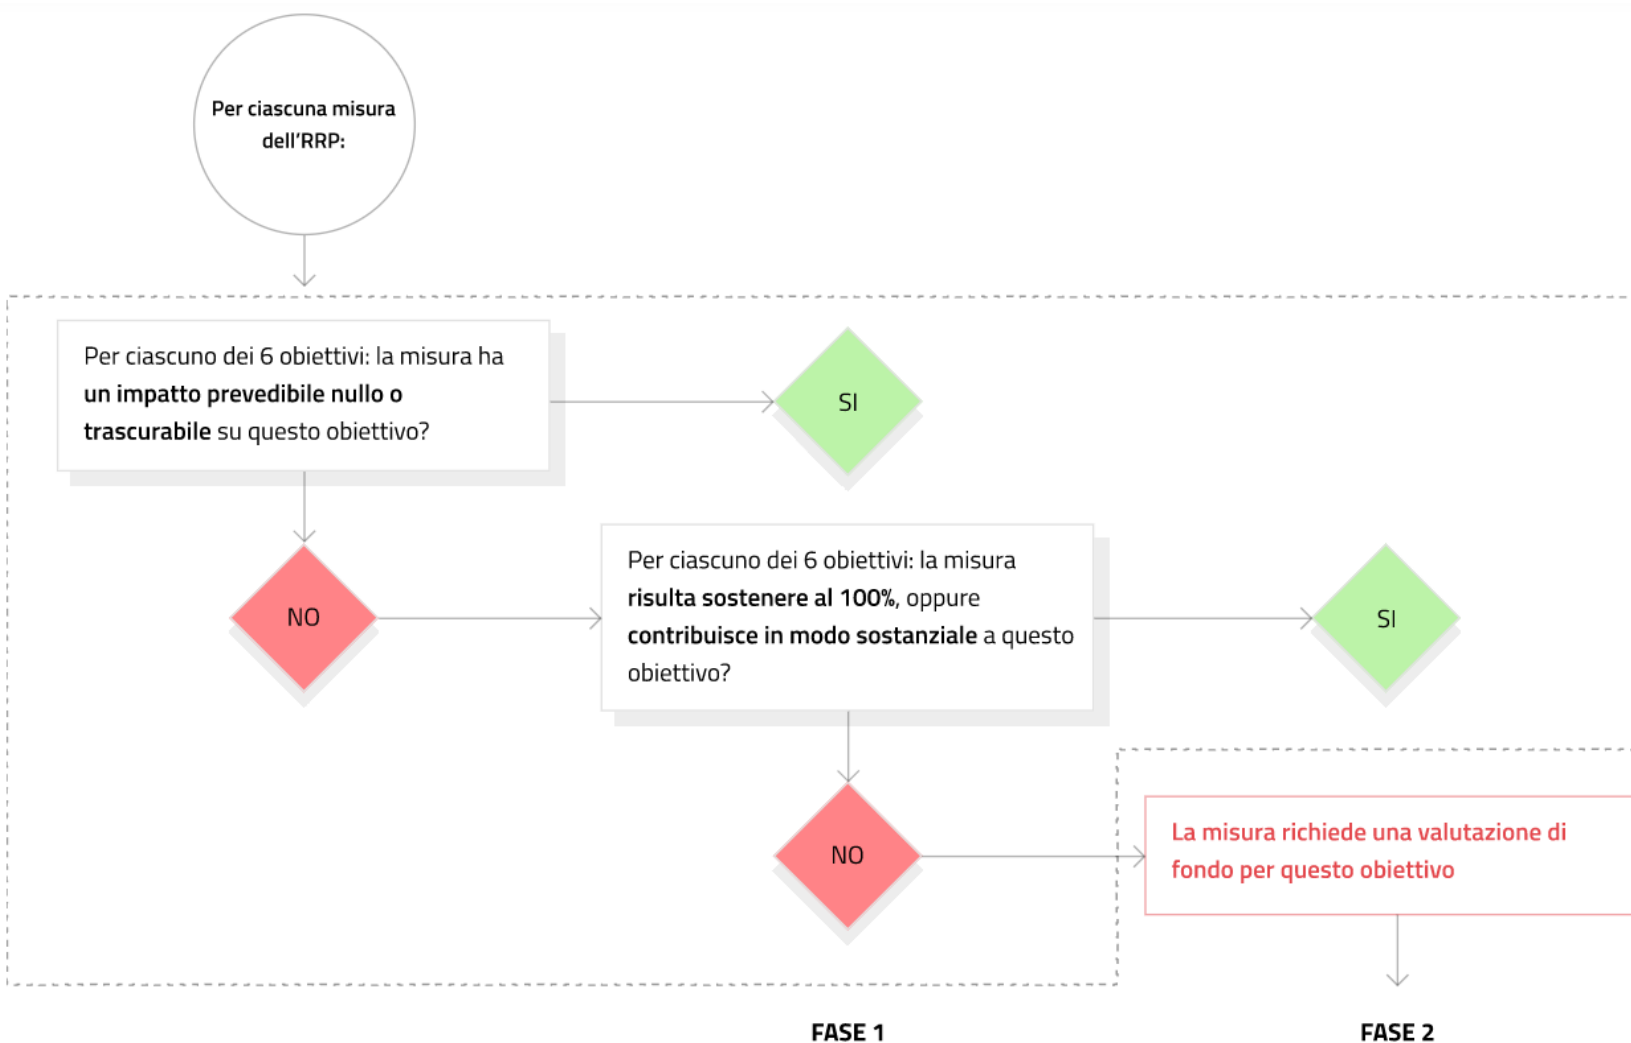 Per ciascuna misura
dell’RRP:
Per ciascuno dei 6 obiettivi: la misura ha
un impatto prevedibile nullo o
trascurabile su questo obiettivo?
SI
NO
Per ciascuno dei 6 obiettivi: la misura
risulta sostenere al 100%, oppure
contribuisce in modo sostanziale a questo
obiettivo?
SI
NO
La misura richiede una valutazione di
fondo per questo obiettivo
FASE 1
FASE 2